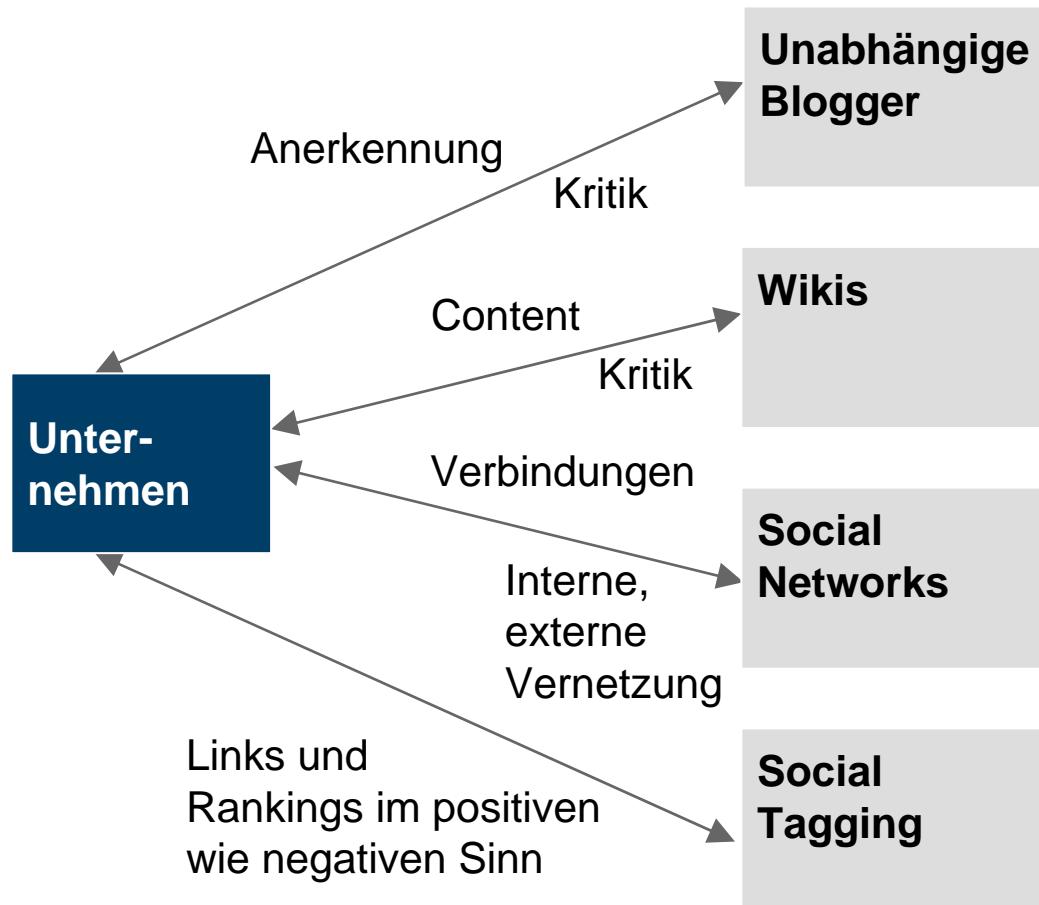 Unabhängige
Blogger
Anerkennung
Kritik
Wikis
Content
Kritik
Unter-
nehmen
Verbindungen
Social
Networks
Interne,
externe
Vernetzung
Social
Tagging
Links und
Rankings im positiven
wie negativen Sinn